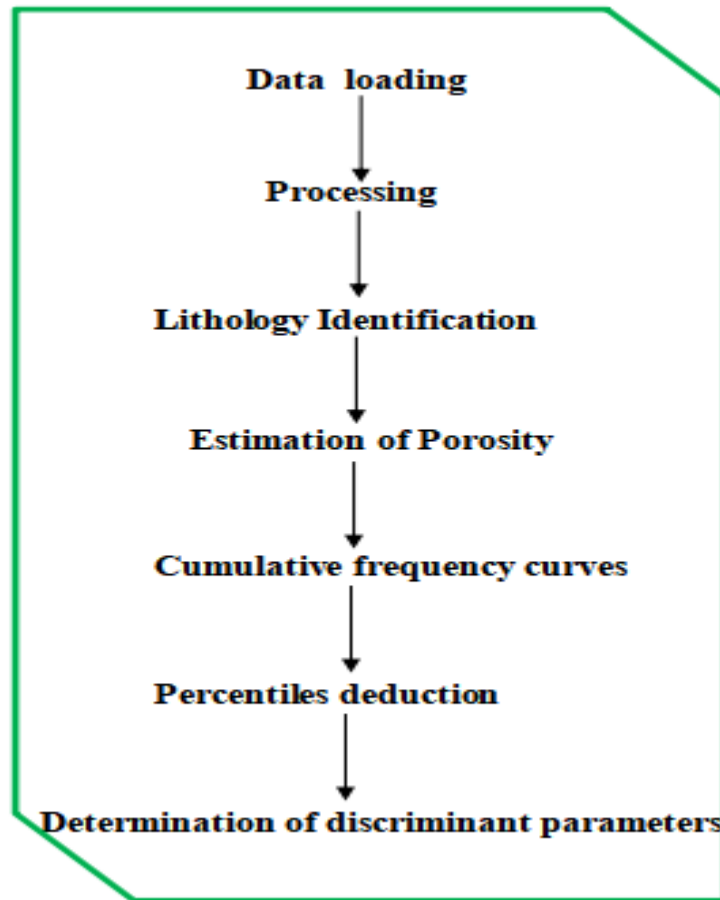 Data loading
Processing
Lithology Identification
Estimation of Porosity
Cumulative frequency curves
Percentiles deduction
Determination of discriminant parameters